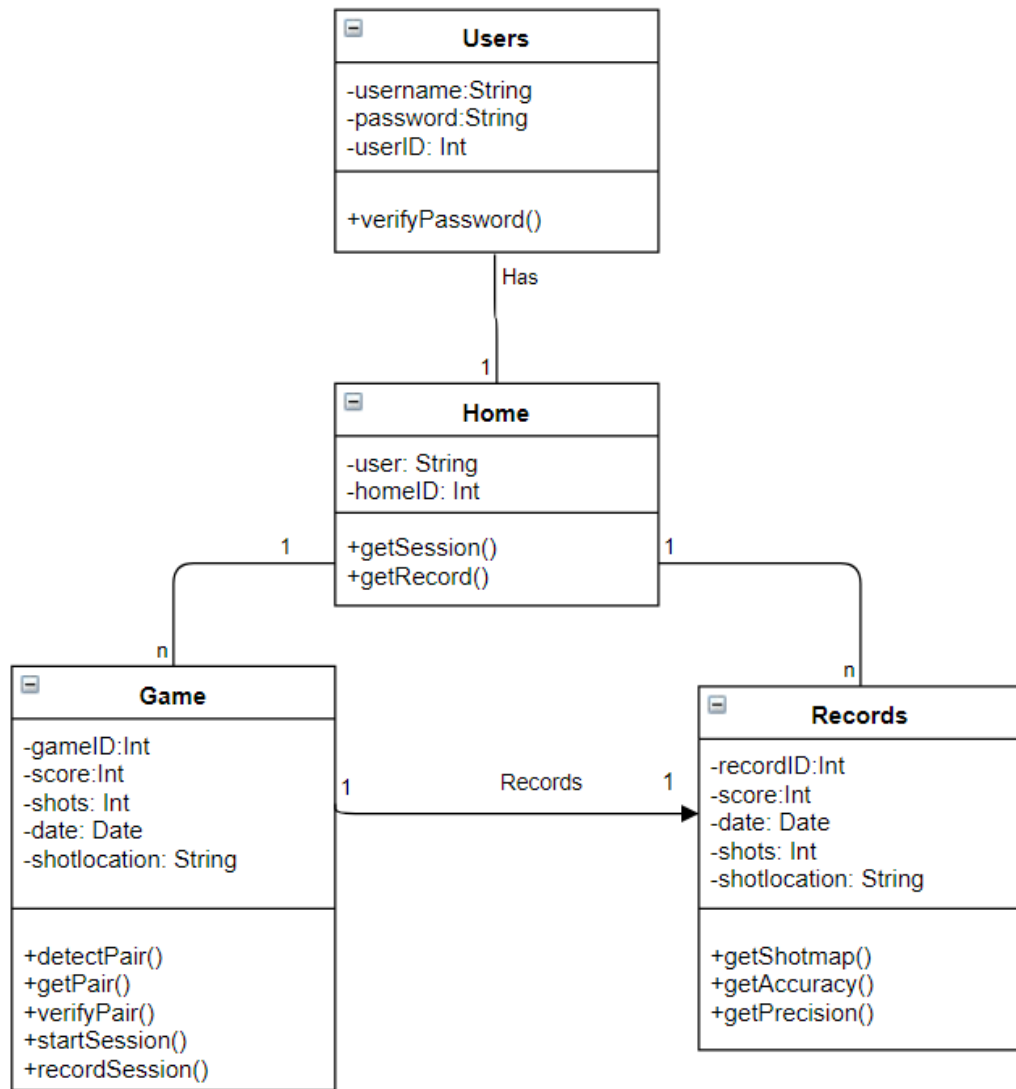 Users
-username:String
-password:String
-userID: Int
+verifyPassword()
Has
1
Home
-user: String
-homeID: Int
+getSession()
+getRecord()
1
1
n
n
Game
-gameID:Int
-score:Int
-shots: Int
-date: Date
-shotlocation: String
+detectPair()
+getPair()
+verifyPair()
+startSession()
+recordSession()
1
Records
1
Records
-recordID:Int
-score:Int
-date: Date
-shots: Int
-shotlocation: String
+getShotmap()
+getAccuracy()
+getPrecision()